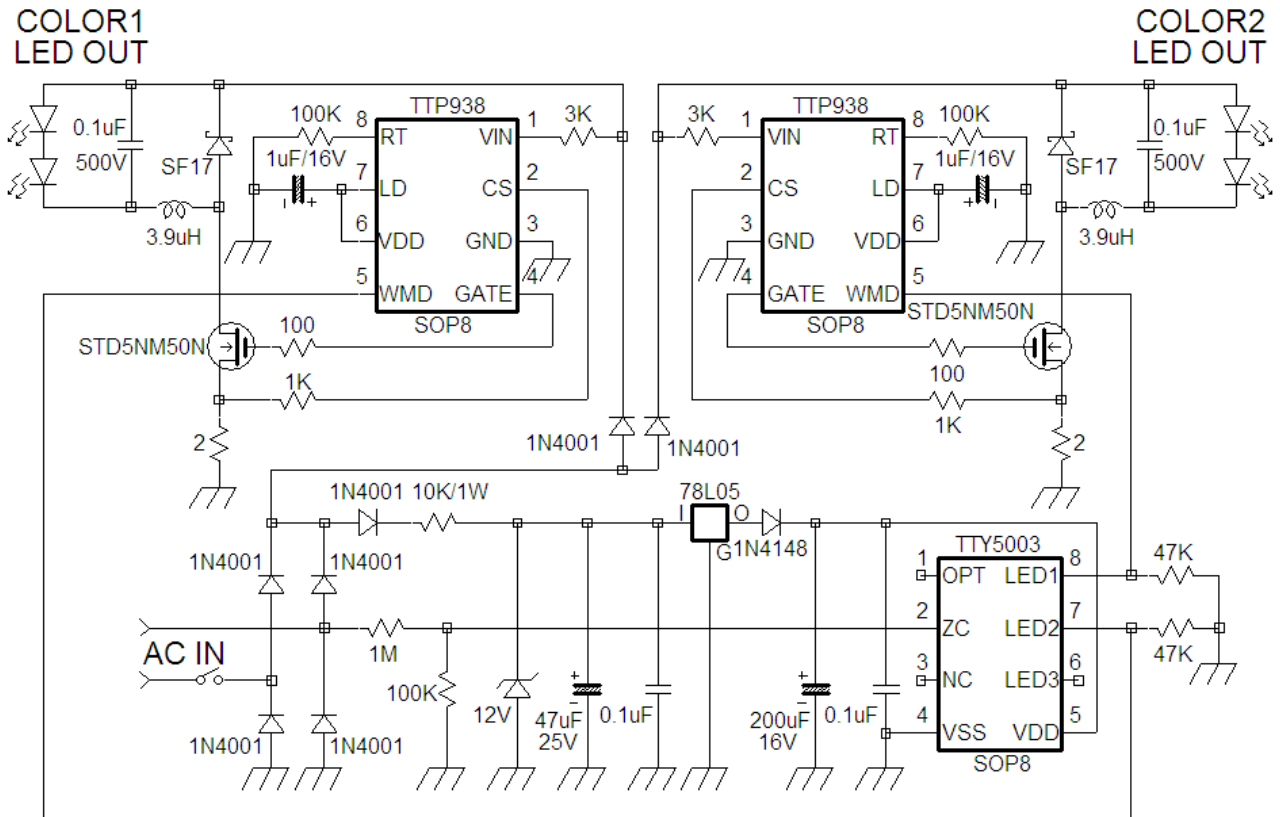 COLOR1
LED OUT
COLOR2
LED OUT
0.1uF
500V
SF17
3.9uH
100K
1uF/16V
TTP938
8 RT VIN 1
7 LD CS 2
6 VDD GND 3
5 WMD GATE 4
SOP8
3K
3K
TTP938
1 VIN RT 8
2 CS LD 7
3 GND VDD 6
4 GATE WMD 5
SOP8
100K
1uF/16V
SF17
0.1uF
500V
3.9uH
STD5NM50N
100
1K
2
STD5NM50N
100
1K
2
1N4001
1N4001
1N4001
10K/1W
78L05
I O
G
1N4148
1N4001
1N4001
AC IN
1M
100K
1N4001
1N4001
12V
47uF
25V
0.1uF
200uF
16V
0.1uF
TTY5003
1 OPT LED1 8
2 ZC LED2 7
3 NC LED3 6
4 VSS VDD 5
SOP8
47K
47K